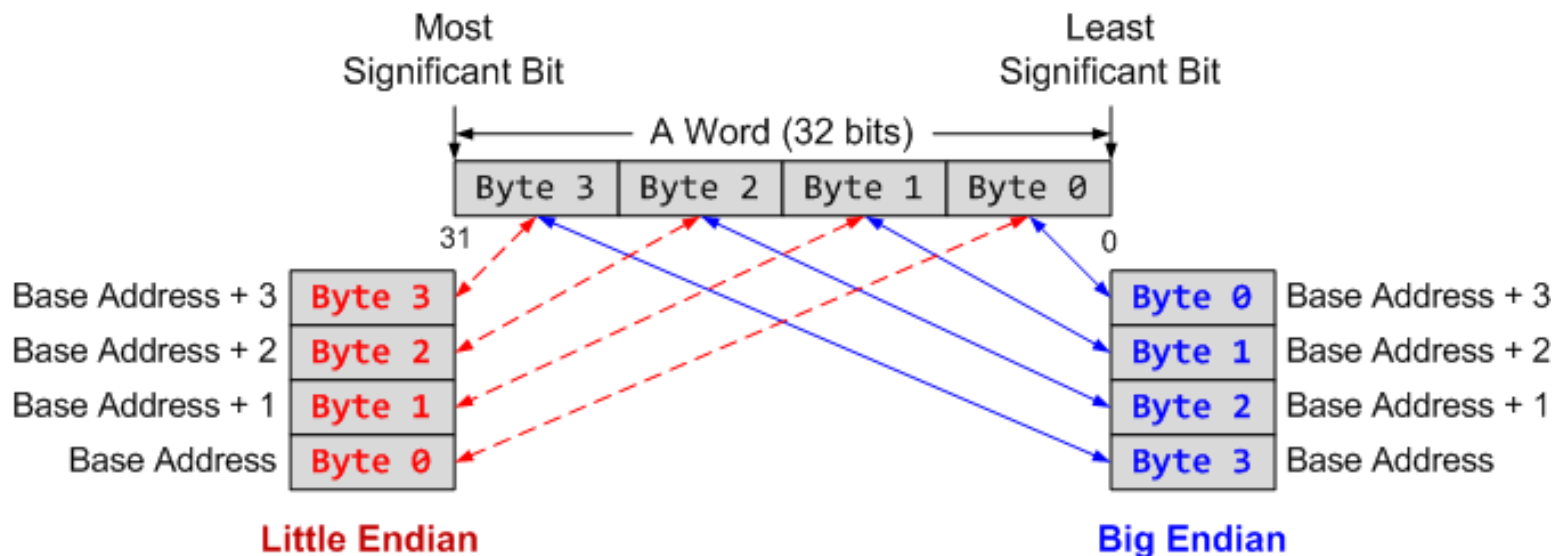 Most
Significant Bit
Least
Significant Bit
A Word (32 bits)
Byte 3 Byte 2 Byte 1 Byte 0
31 0
Base Address + 3 Byte 3 Byte 0 Base Address + 3
Base Address + 2 Byte 2 Byte 1 Base Address + 2
Base Address + 1 Byte 1 Byte 2 Base Address + 1
Base Address Byte 0 Byte 3 Base Address
Little Endian Big Endian